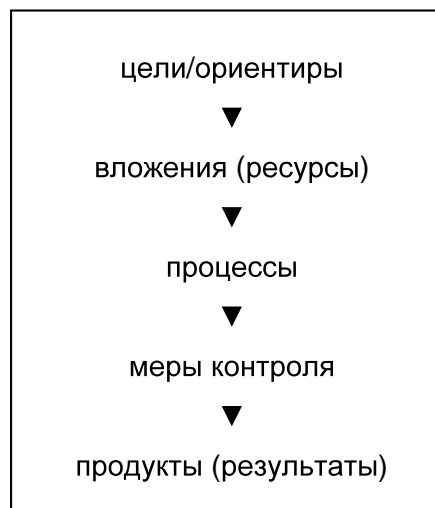 цели/ориентиры
▼
вложения (ресурсы)
▼
процессы
▼
меры контроля
▼
продукты (результаты)